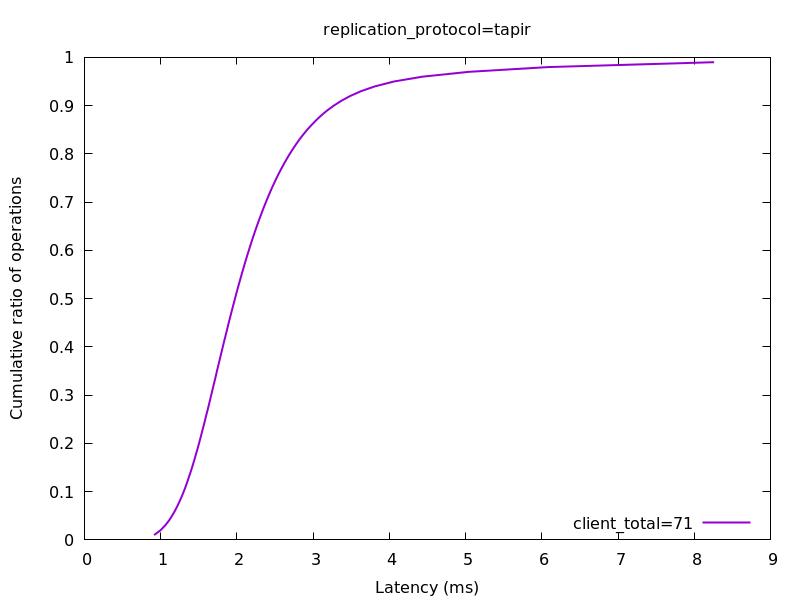 replication_protocol=tapir
1
0.9
0.8
0.7
0.6
0.5
0.4
0.3
0.2
0.1
0
Cumulative ratio of operations
client_total=71
0 1 2 3 4 5 6 7 8 9
Latency (ms)